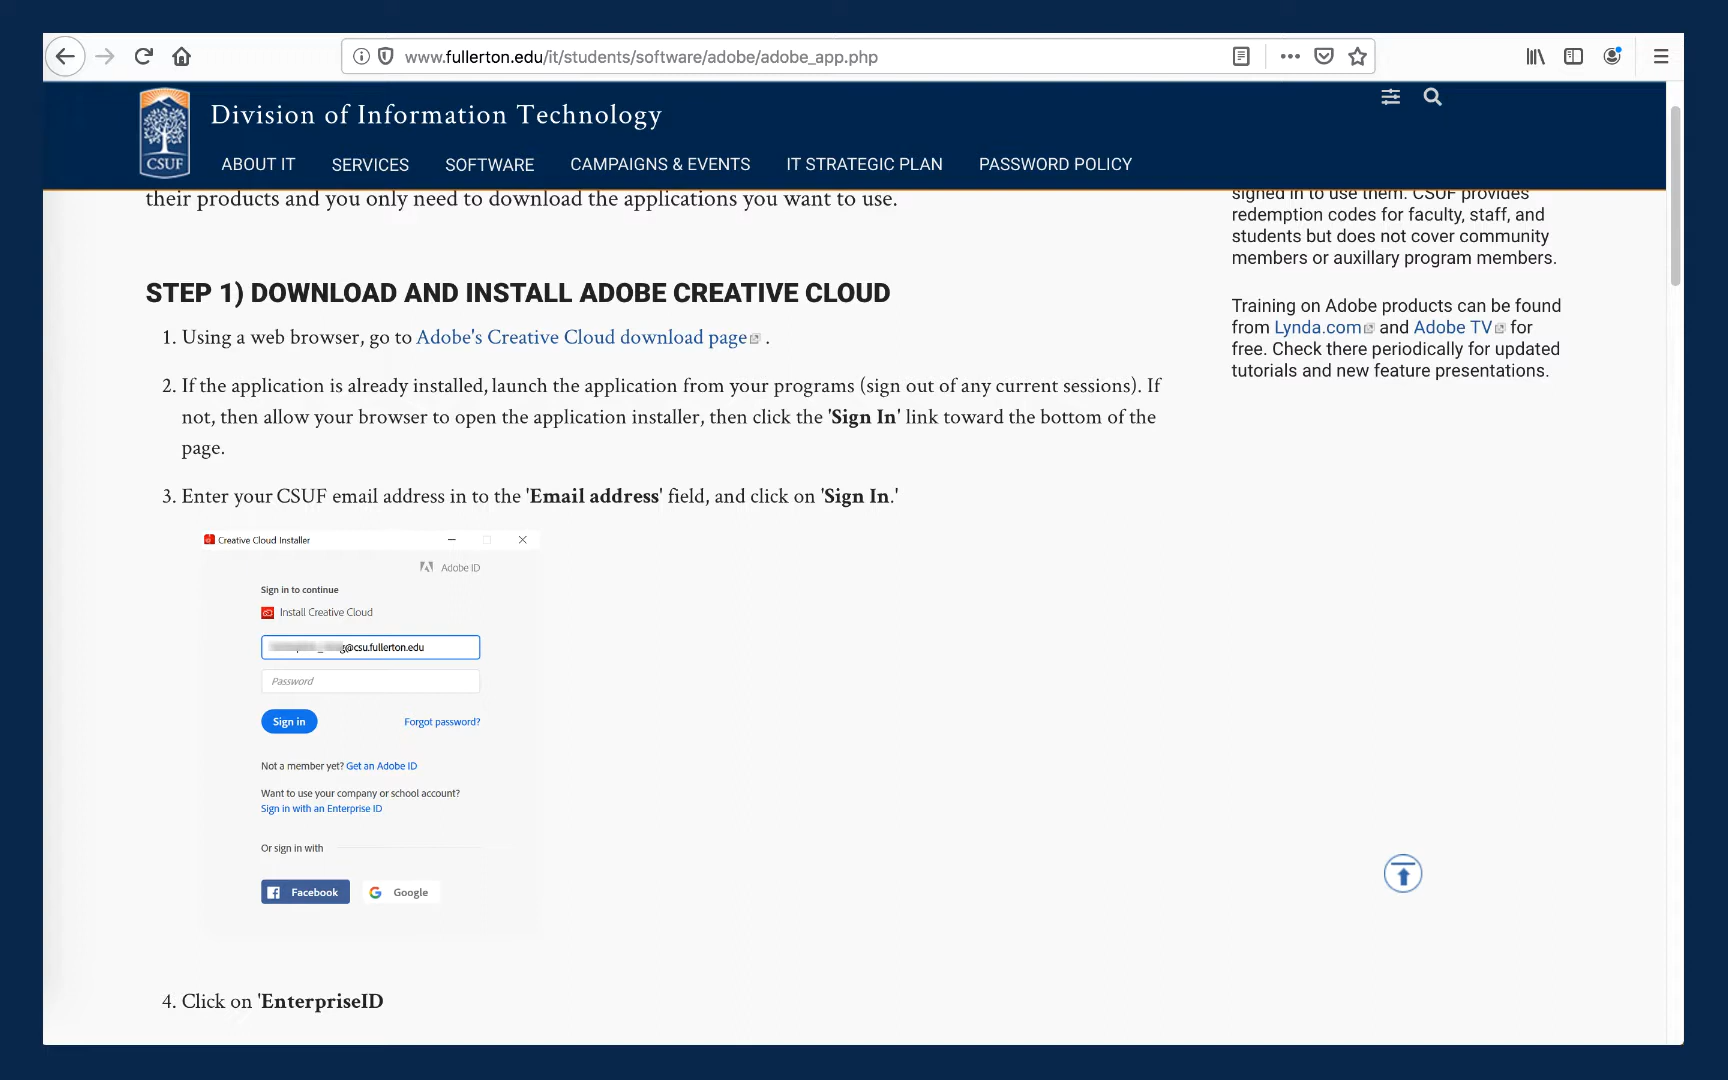 www.fullerton.edu/it/students/software/adobe/adobe_app.php
CSUF
Division of Information Technology
ABOUT IT SERVICES SOFTWARE CAMPAIGNS & EVENTS IT STRATEGIC PLAN PASSWORD POLICY
their products and you only need to download the applications you want to use.
STEP 1) DOWNLOAD AND INSTALL ADOBE CREATIVE CLOUD
1. Using a web browser, go to Adobe's Creative Cloud download page .
2. If the application is already installed, launch the application from your programs (sign out of any current sessions). If
not, then allow your browser to open the application installer, then click the 'Sign In' link toward the bottom of the
page.
3. Enter your CSUF email address in to the 'Email address' field, and click on 'Sign In.'
Creative Cloud Installer
Adobe ID
Sign in to continue
Install Creative Cloud
g@csu.fullerton.edu
Password
Sign in Forgot password?
Not a member yet? Get an Adobe ID
Want to use your company or school account?
Sign in with an Enterprise ID
Or sign in with
Facebook Google
4. Click on 'EnterpriseID
signed in to use them. CSUF provides
redemption codes for faculty, staff, and
students but does not cover community
members or auxillary program members.
Training on Adobe products can be found
from Lynda.com and Adobe TV for
free. Check there periodically for updated
tutorials and new feature presentations.